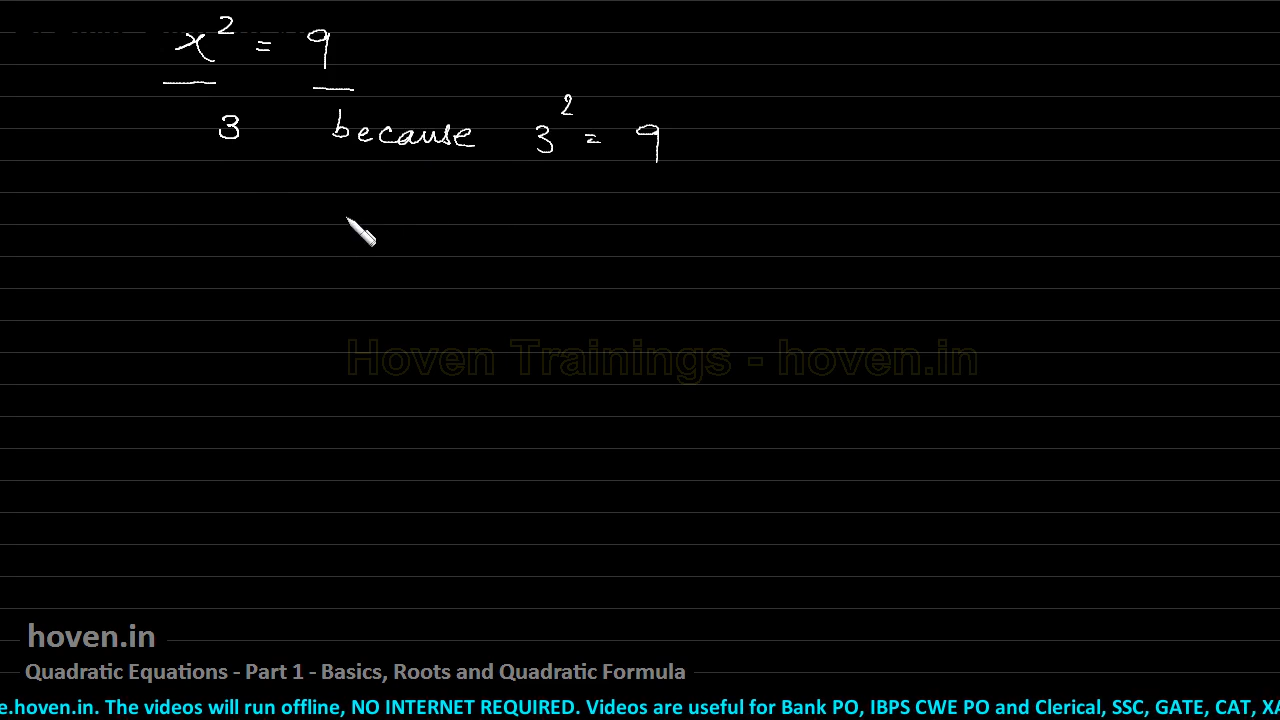 x² = 9
3 because 3² = 9
Hoven Trainings - hoven.in
hoven.in
Quadratic Equations - Part 1 - Basics, Roots and Quadratic Formula
e.hoven.in. The videos will run offline, NO INTERNET REQUIRED. Videos are useful for Bank PO, IBPS CWE PO and Clerical, SSC, GATE, CAT, XA